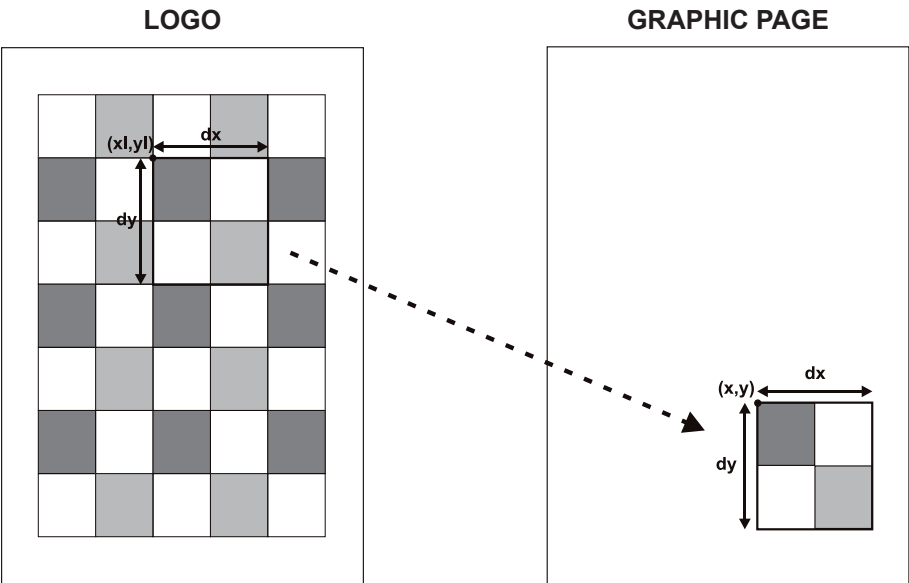 LOGO
GRAPHIC PAGE
(xl,yl)
dx
dy
(x,y)
dx
dy